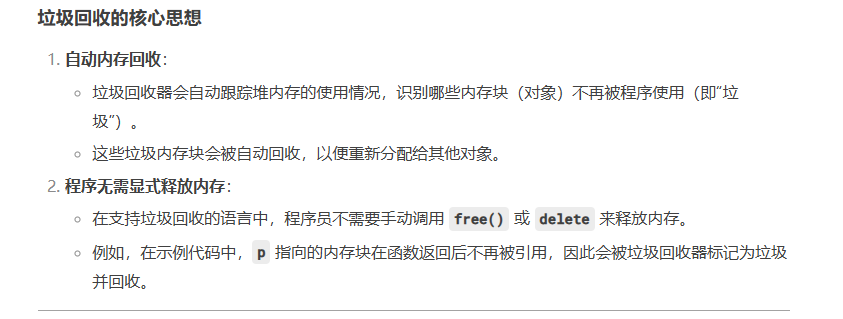 垃圾回收的核心思想
1. 自动内存回收：
◦ 垃圾回收器会自动跟踪堆内存的使用情况，识别哪些内存块（对象）不再被程序使用（即“垃
圾”）。
◦ 这些垃圾内存块会被自动回收，以便重新分配给其他对象。
2. 程序无需显式释放内存：
◦ 在支持垃圾回收的语言中，程序员不需要手动调用 free() 或 delete 来释放内存。
◦ 例如，在示例代码中，p 指向的内存块在函数返回后不再被引用，因此会被垃圾回收器标记为垃圾
并回收。